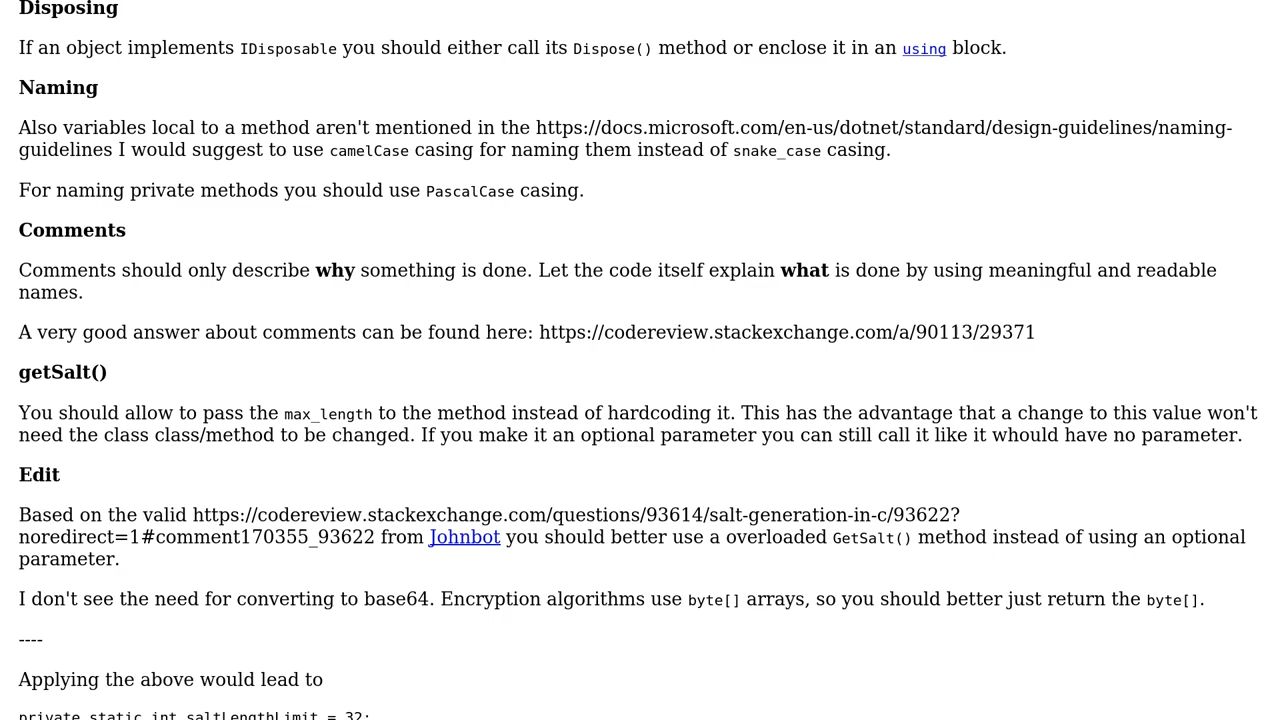 Disposing
If an object implements IDisposable you should either call its Dispose() method or enclose it in an using block.
Naming
Also variables local to a method aren't mentioned in the https://docs.microsoft.com/en-us/dotnet/standard/design-guidelines/naming-
guidelines I would suggest to use camelCase casing for naming them instead of snake_case casing.
For naming private methods you should use PascalCase casing.
Comments
Comments should only describe why something is done. Let the code itself explain what is done by using meaningful and readable
names.
A very good answer about comments can be found here: https://codereview.stackexchange.com/a/90113/29371
getSalt()
You should allow to pass the max_length to the method instead of hardcoding it. This has the advantage that a change to this value won't
need the class class/method to be changed. If you make it an optional parameter you can still call it like it whould have no parameter.
Edit
Based on the valid https://codereview.stackexchange.com/questions/93614/salt-generation-in-c/93622?
noredirect=1#comment170355_93622 from Johnbot you should better use a overloaded GetSalt() method instead of using an optional
parameter.
I don't see the need for converting to base64. Encryption algorithms use byte[] arrays, so you should better just return the byte[].
----
Applying the above would lead to
private static int saltLengthLimit = 32;